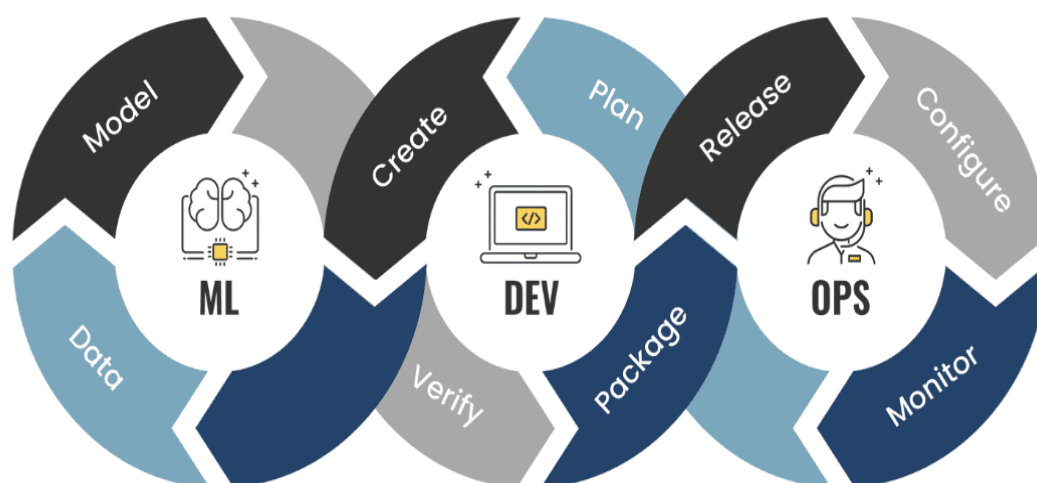 Model
Create
Plan
Release
Configure
</>
ML
DEV
OPS
Data
Verify
Package
Monitor